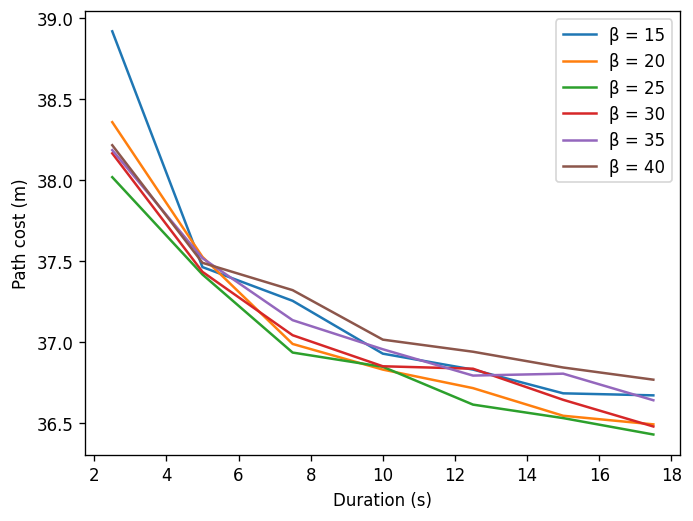 39.0
38.5
38.0
37.5
37.0
36.5
Path cost (m)
2 4 6 8 10 12 14 16 18
Duration (s)
β = 15
β = 20
β = 25
β = 30
β = 35
β = 40